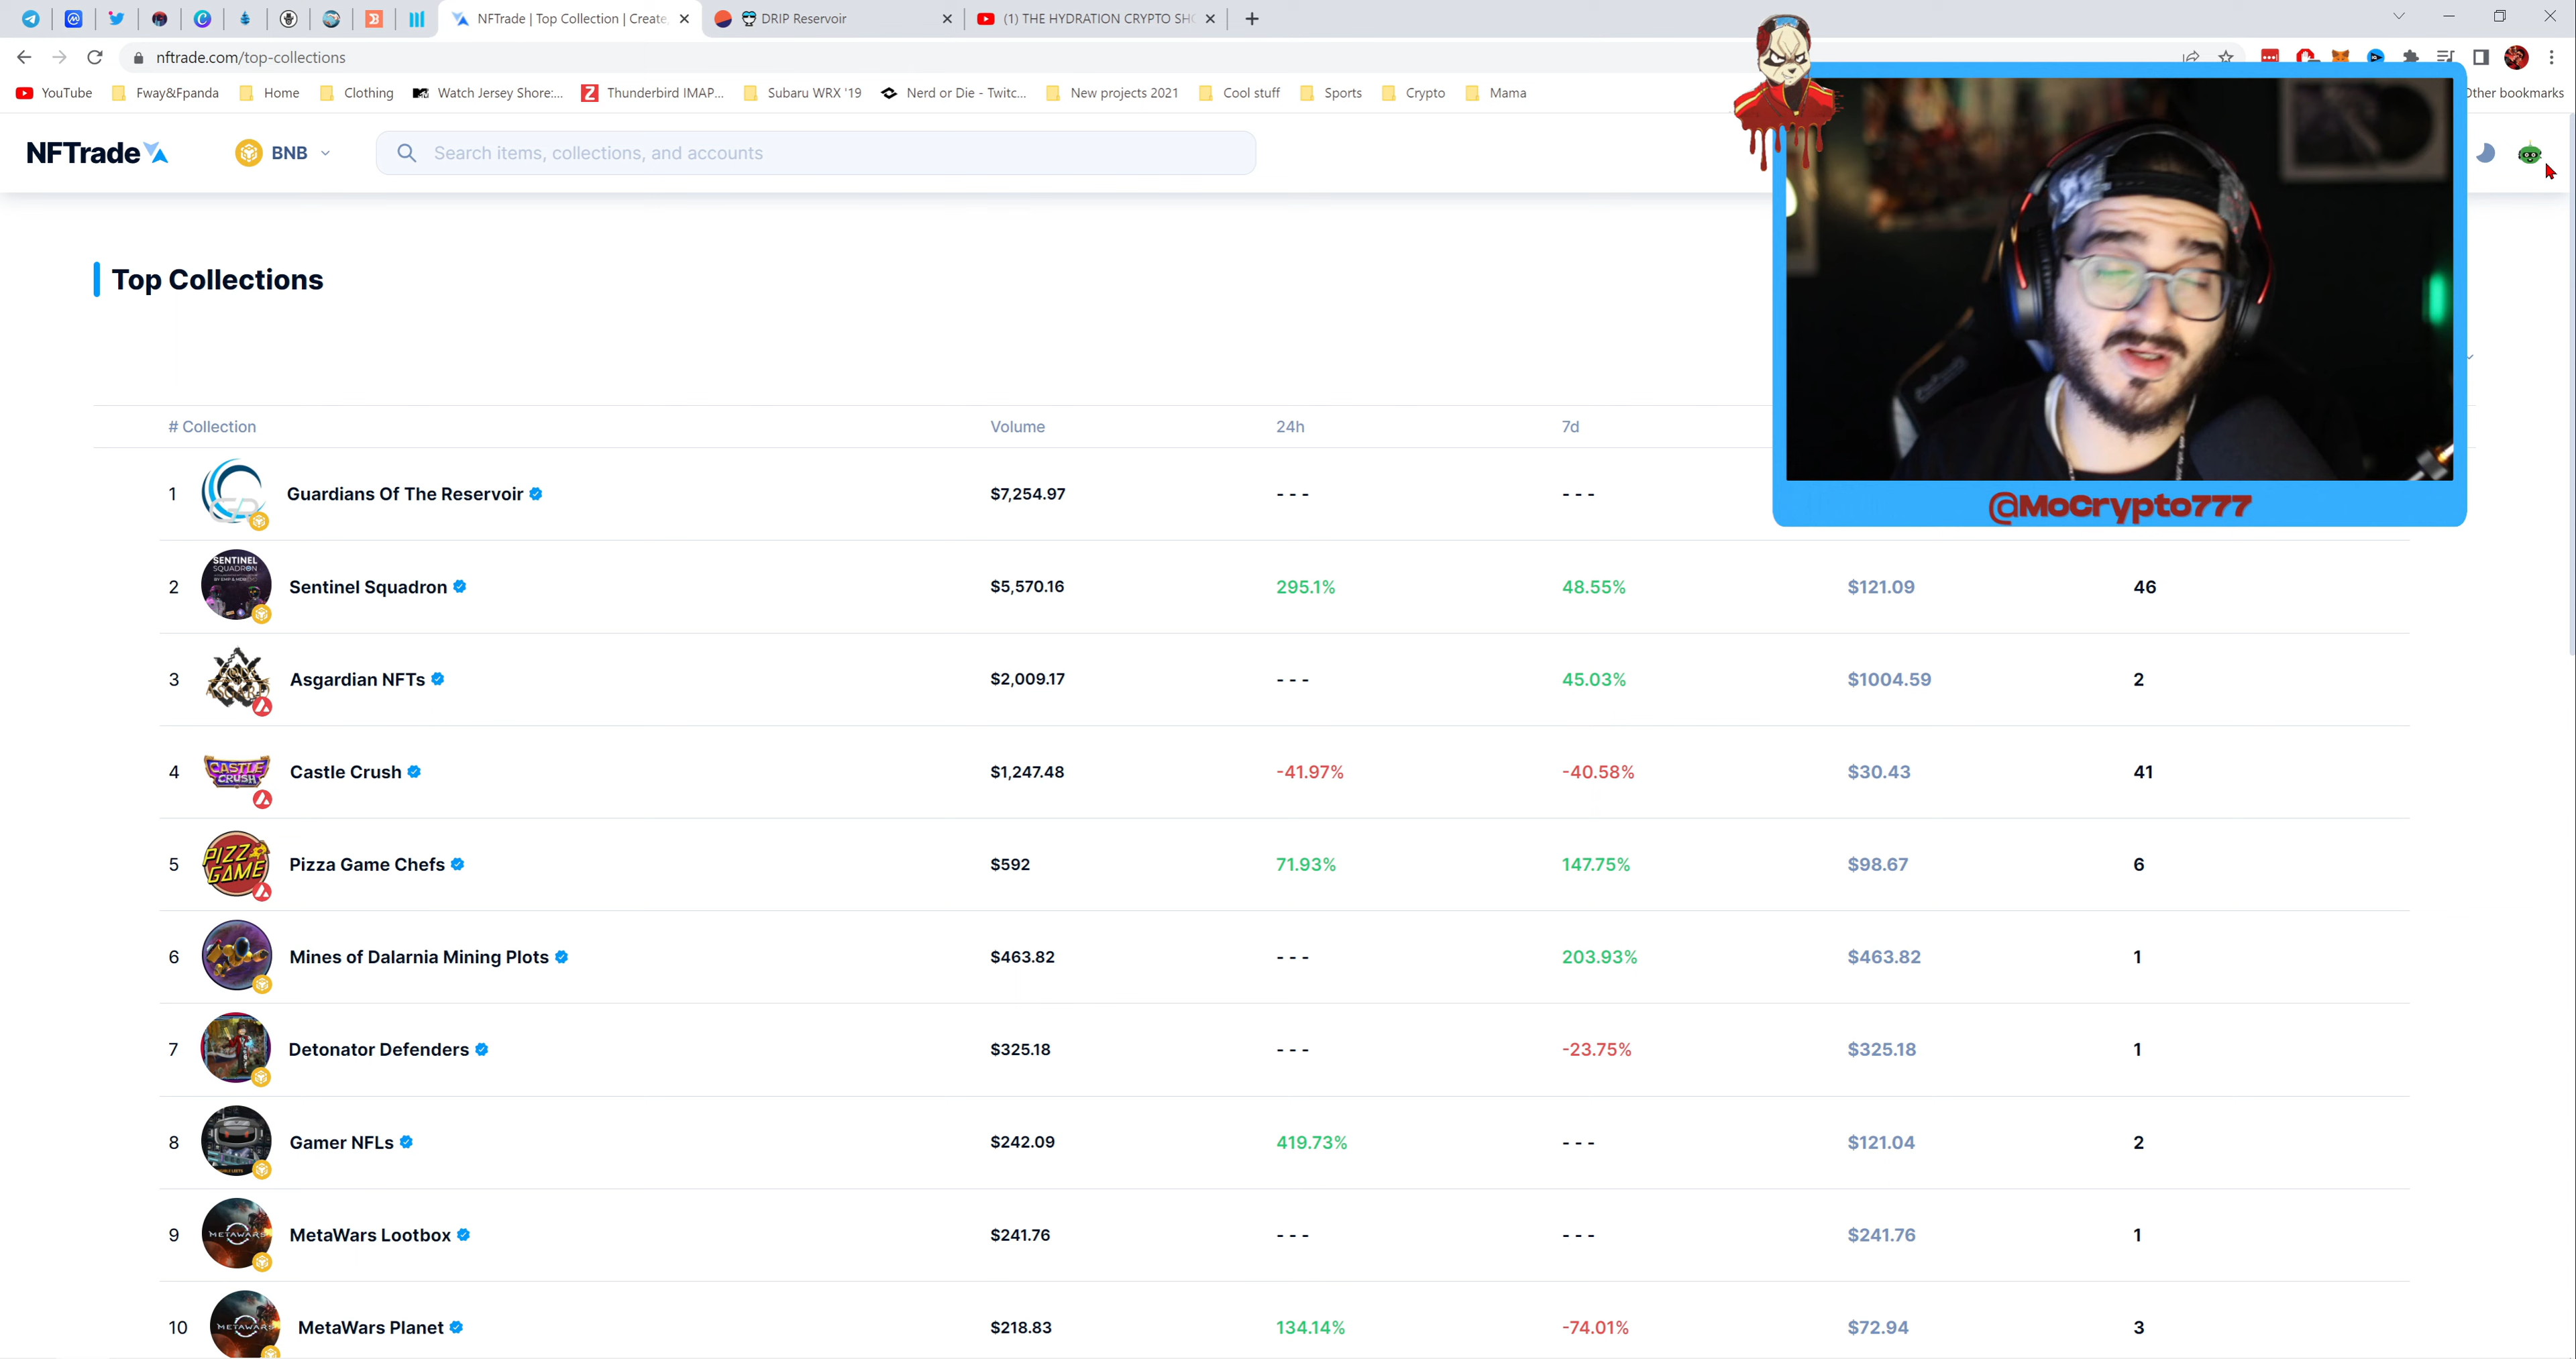 NFTrade | Top Collection | Create,
DRIP Reservoir
(1) THE HYDRATION CRYPTO SH
nftrade.com/top-collections
YouTube Fway&Fpanda Home Clothing Watch Jersey Shore:... Thunderbird IMAP... Subaru WRX '19 Nerd or Die - Twitc... New projects 2021 Cool stuff Sports Crypto Mama Other bookmarks
NFTrade BNB Search items, collections, and accounts
Top Collections
# Collection Volume 24h 7d
1 Guardians Of The Reservoir $7,254.97 - - - - - -
@MoCrypto777
2 SENTINEL SQUADRON Sentinel Squadron $5,570.16 295.1% 48.55% $121.09 46
3 Asgardian NFTs $2,009.17 - - - 45.03% $1004.59 2
4 CASTLE CRUSH Castle Crush $1,247.48 -41.97% -40.58% $30.43 41
5 PIZZA GAME Pizza Game Chefs $592 71.93% 147.75% $98.67 6
6 Mines of Dalarnia Mining Plots $463.82 - - - 203.93% $463.82 1
7 Detonator Defenders $325.18 - - - -23.75% $325.18 1
8 Gamer NFLs $242.09 419.73% - - - $121.04 2
9 METAWARS MetaWars Lootbox $241.76 - - - - - - $241.76 1
10 METAWARS MetaWars Planet $218.83 134.14% -74.01% $72.94 3